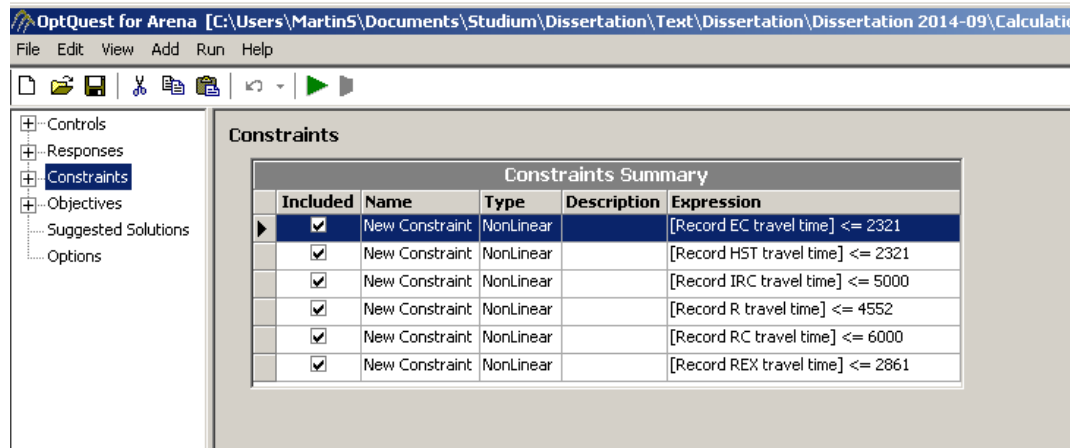 OptQuest for Arena [C:\Users\MartinS\Documents\Studium\Dissertation\Text\Dissertation\Dissertation 2014-09\Calculatio
File Edit View Add Run Help
Controls
Responses
Constraints
Objectives
Suggested Solutions
Options
Constraints
Constraints Summary
Included Name Type Description Expression
New Constraint NonLinear [Record EC travel time] <= 2321
New Constraint NonLinear [Record HST travel time] <= 2321
New Constraint NonLinear [Record IRC travel time] <= 5000
New Constraint NonLinear [Record R travel time] <= 4552
New Constraint NonLinear [Record RC travel time] <= 6000
New Constraint NonLinear [Record REX travel time] <= 2861